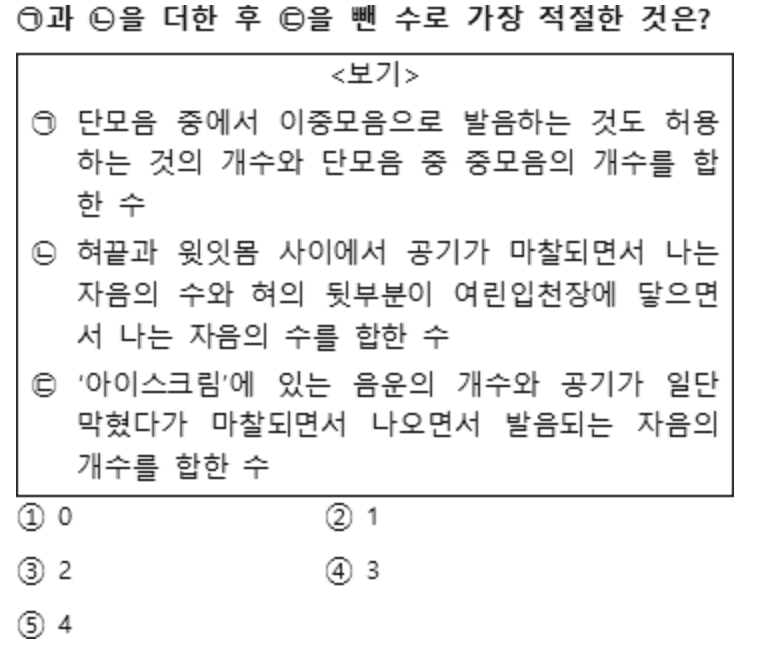 ㉠과 ㉡을 더한 후 ㉢을 뺀 수로 가장 적절한 것은?
<보기>
㉠ 단모음 중에서 이중모음으로 발음하는 것도 허용
하는 것의 개수와 단모음 중 중모음의 개수를 합
한 수
㉡ 혀끝과 윗잇몸 사이에서 공기가 마찰되면서 나는
자음의 수와 혀의 뒷부분이 여린입천장에 닿으면
서 나는 자음의 수를 합한 수
㉢ '아이스크림'에 있는 음운의 개수와 공기가 일단
막혔다가 마찰되면서 나오면서 발음되는 자음의
개수를 합한 수
① 0
② 1
③ 2
④ 3
⑤ 4